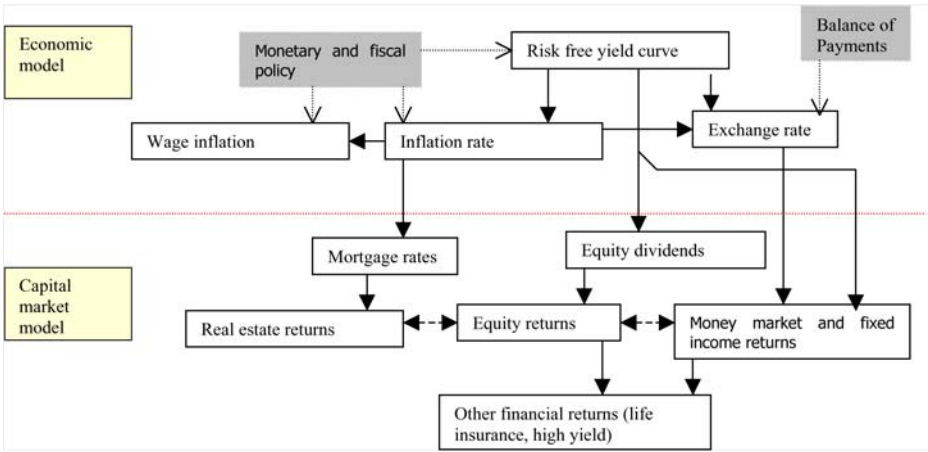 Economic
model
Monetary and fiscal
policy
Risk free yield curve
Balance of
Payments
Wage inflation
Inflation rate
Exchange rate
Mortgage rates
Equity dividends
Capital
market
model
Real estate returns
Equity returns
Money market and fixed
income returns
Other financial returns (life
insurance, high yield)